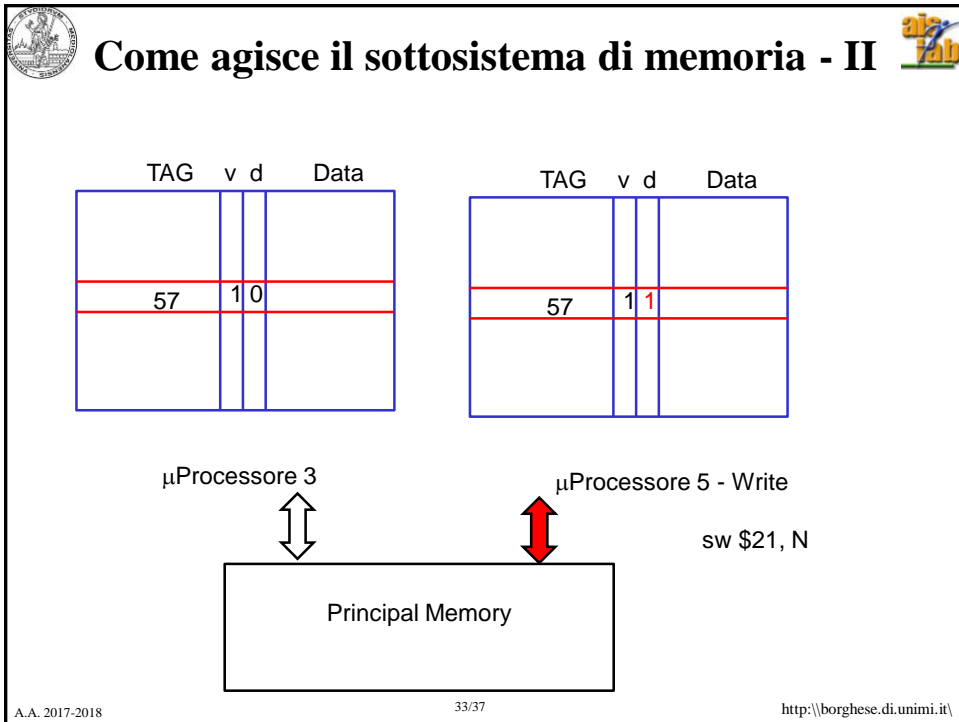 Come agisce il sottosistema di memoria - II
TAG v d Data
57 1 0
TAG v d Data
57 1 1
μProcessore 3
μProcessore 5 - Write
sw $21, N
Principal Memory
A.A. 2017-2018
33/37
http:\\borghese.di.unimi.it\